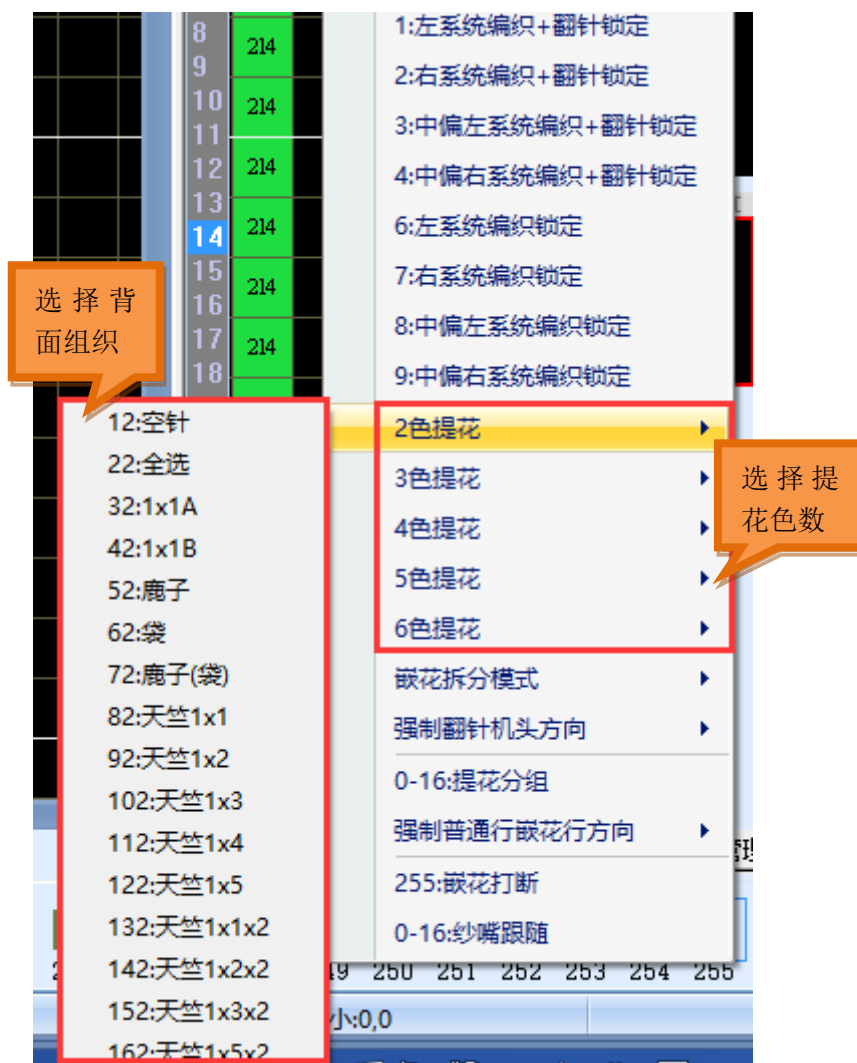 8
9
10
11
12
13
14
15
16
17
18
214
214
214
214
214
214
1:左系统编织+翻针锁定
2:右系统编织+翻针锁定
3:中偏左系统编织+翻针锁定
4:中偏右系统编织+翻针锁定
6:左系统编织锁定
7:右系统编织锁定
8:中偏左系统编织锁定
9:中偏右系统编织锁定
2色提花
3色提花
4色提花
5色提花
6色提花
嵌花拆分模式
强制翻针机头方向
0-16:提花分组
强制普通行嵌花行方向
255:嵌花打断
0-16:纱嘴跟随
选择背
面组织
12:空针
22:全选
32:1x1A
42:1x1B
52:鹿子
62:袋
72:鹿子(袋)
82:天竺1x1
92:天竺1x2
102:天竺1x3
112:天竺1x4
122:天竺1x5
132:天竺1x1x2
142:天竺1x2x2
152:天竺1x3x2
162:天竺1x5x2
选择提
花色数
250 251 252 253 254 255
小:0,0